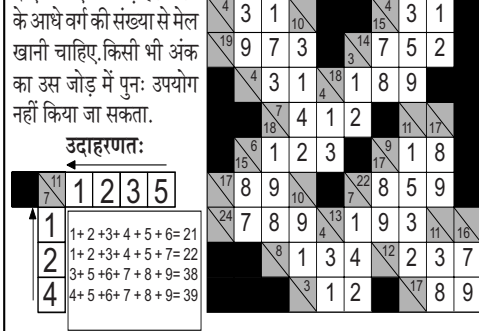 के आधे वर्ग की संख्या से मेल
खानी चाहिए.किसी भी अंक
का उस जोड़ में पुनः उपयोग
नहीं किया जा सकता.
उदाहरणतः
11
7 1 2 3 5
1
2
4
1+ 2 +3+ 4 + 5 + 6= 21
1+ 2 +3+ 4 + 5 + 7= 22
3+ 5 +6+ 7 + 8 + 9= 38
4+ 5 +6+ 7 + 8 + 9= 39
4 3 1 10 4 15 3 1
19 9 7 3 14 3 7 5 2
4 3 1 18 4 1 8 9
7 18 4 1 2 11 17
6 15 1 2 3 9 17 1 8
17 8 9 10 22 7 8 5 9
24 7 8 9 13 4 1 9 3 11 16
8 1 3 4 12 2 3 7
3 1 2 17 8 9